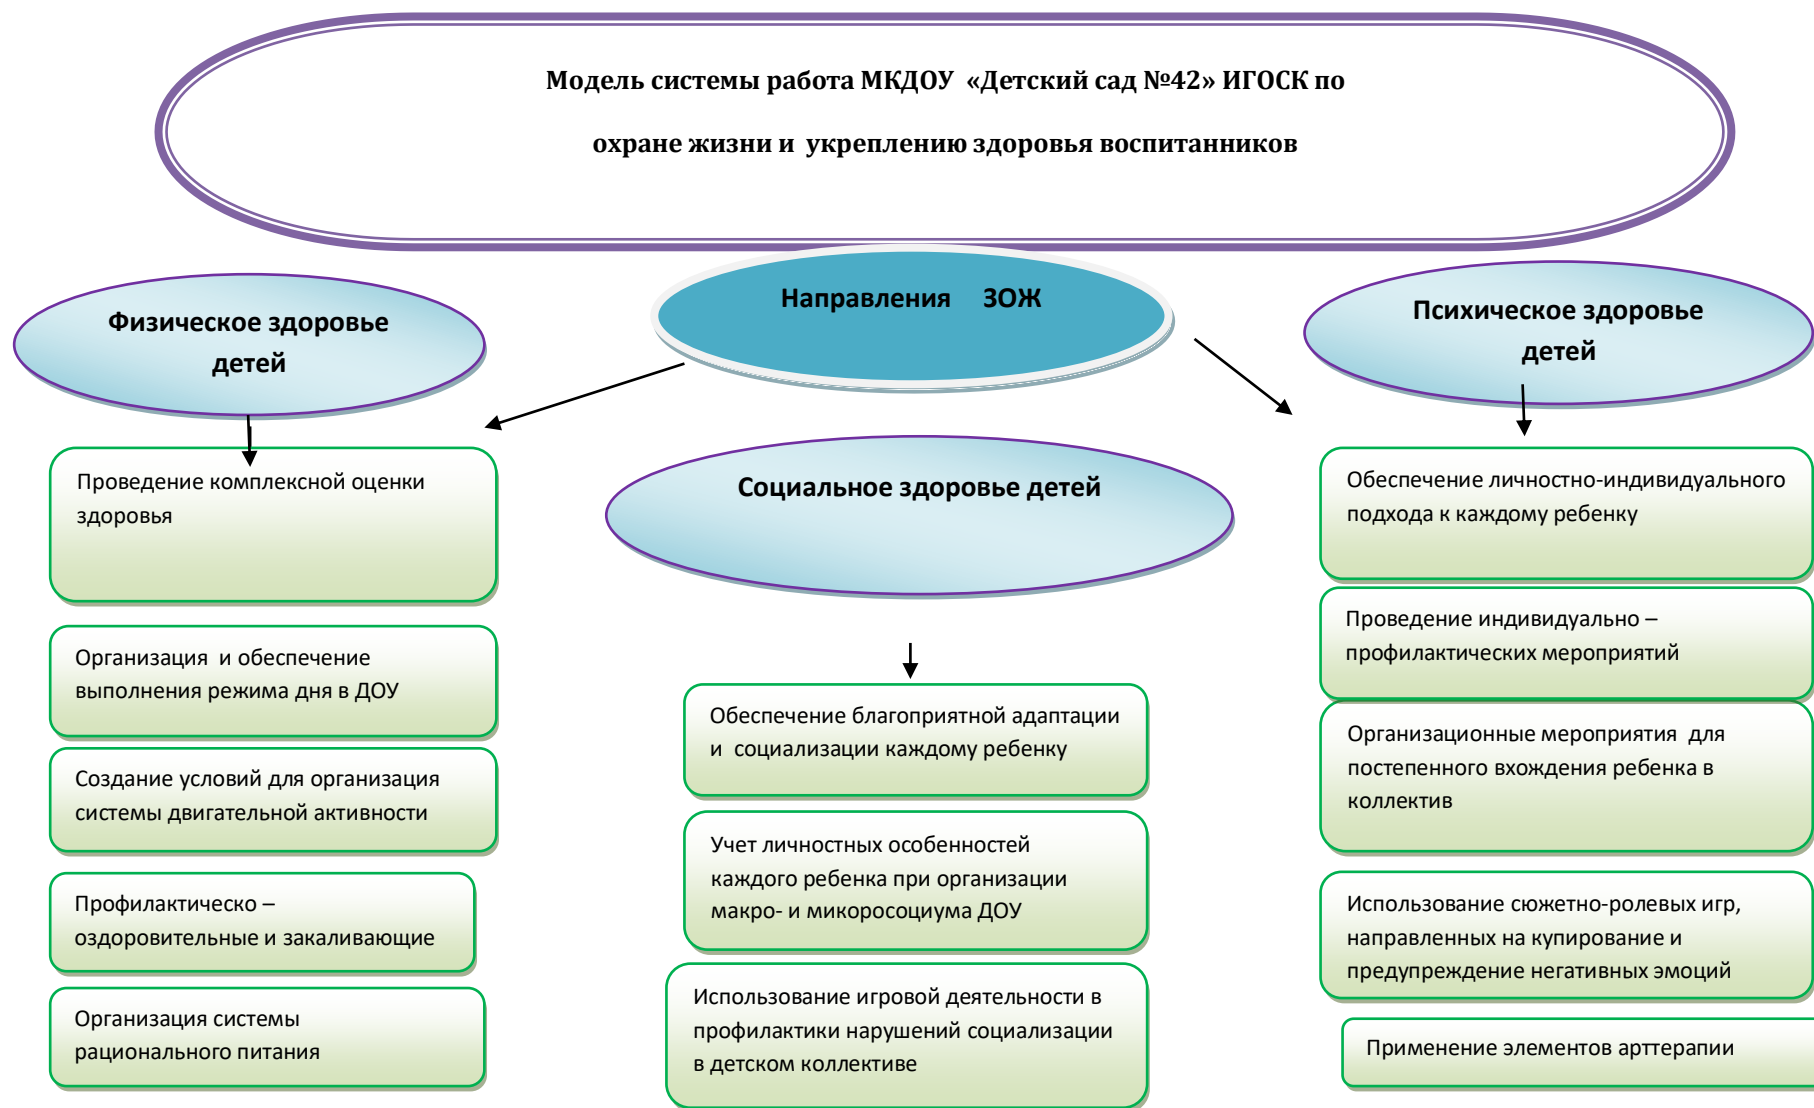 Модель системы работа МКДОУ «Детский сад №42» ИГОСК по
охране жизни и укреплению здоровья воспитанников
Направления ЗОЖ
Физическое здоровье
детей
Проведение комплексной оценки
здоровья
Организация и обеспечение
выполнения режима дня в ДОУ
Создание условий для организация
системы двигательной активности
Профилактическо –
оздоровительные и закаливающие
Организация системы
рационального питания
Социальное здоровье детей
Обеспечение благоприятной адаптации
и социализации каждому ребенку
Учет личностных особенностей
каждого ребенка при организации
макро- и микоросоциума ДОУ
Использование игровой деятельности в
профилактики нарушений социализации
в детском коллективе
Психическое здоровье
детей
Обеспечение личностно-индивидуального
подхода к каждому ребенку
Проведение индивидуально –
профилактических мероприятий
Организационные мероприятия для
постепенного вхождения ребенка в
коллектив
Использование сюжетно-ролевых игр,
направленных на купирование и
предупреждение негативных эмоций
Применение элементов арттерапии